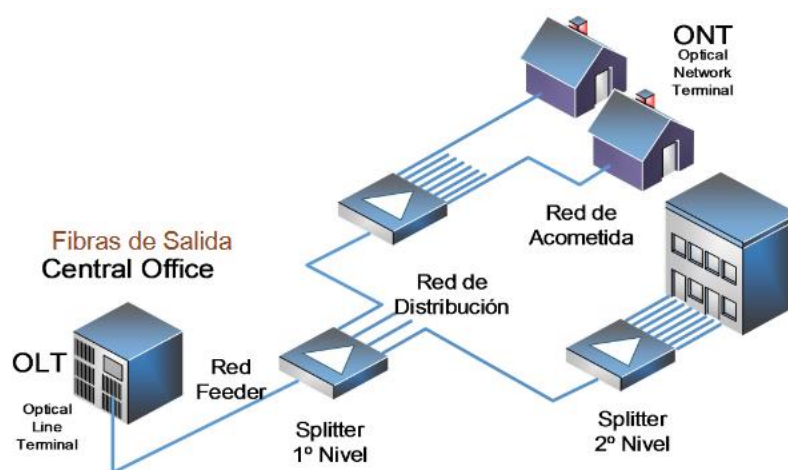 ONT
Optical
Network
Terminal
Red de
Acometida
Fibras de Salida
Central Office
Red de
Distribución
OLT
Optical
Line
Terminal
Red
Feeder
Splitter
1º Nivel
Splitter
2º Nivel